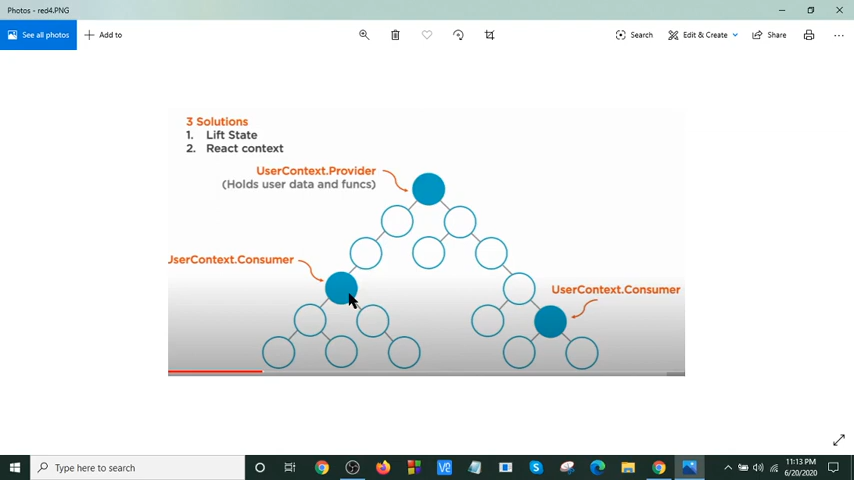 Photos - red4.PNG
See all photos
Add to
Search
Edit & Create
Share
3 Solutions
1. Lift State
2. React context
UserContext.Provider
(Holds user data and funcs)
JserContext.Consumer
UserContext.Consumer
Type here to search
11:13 PM
6/20/2020